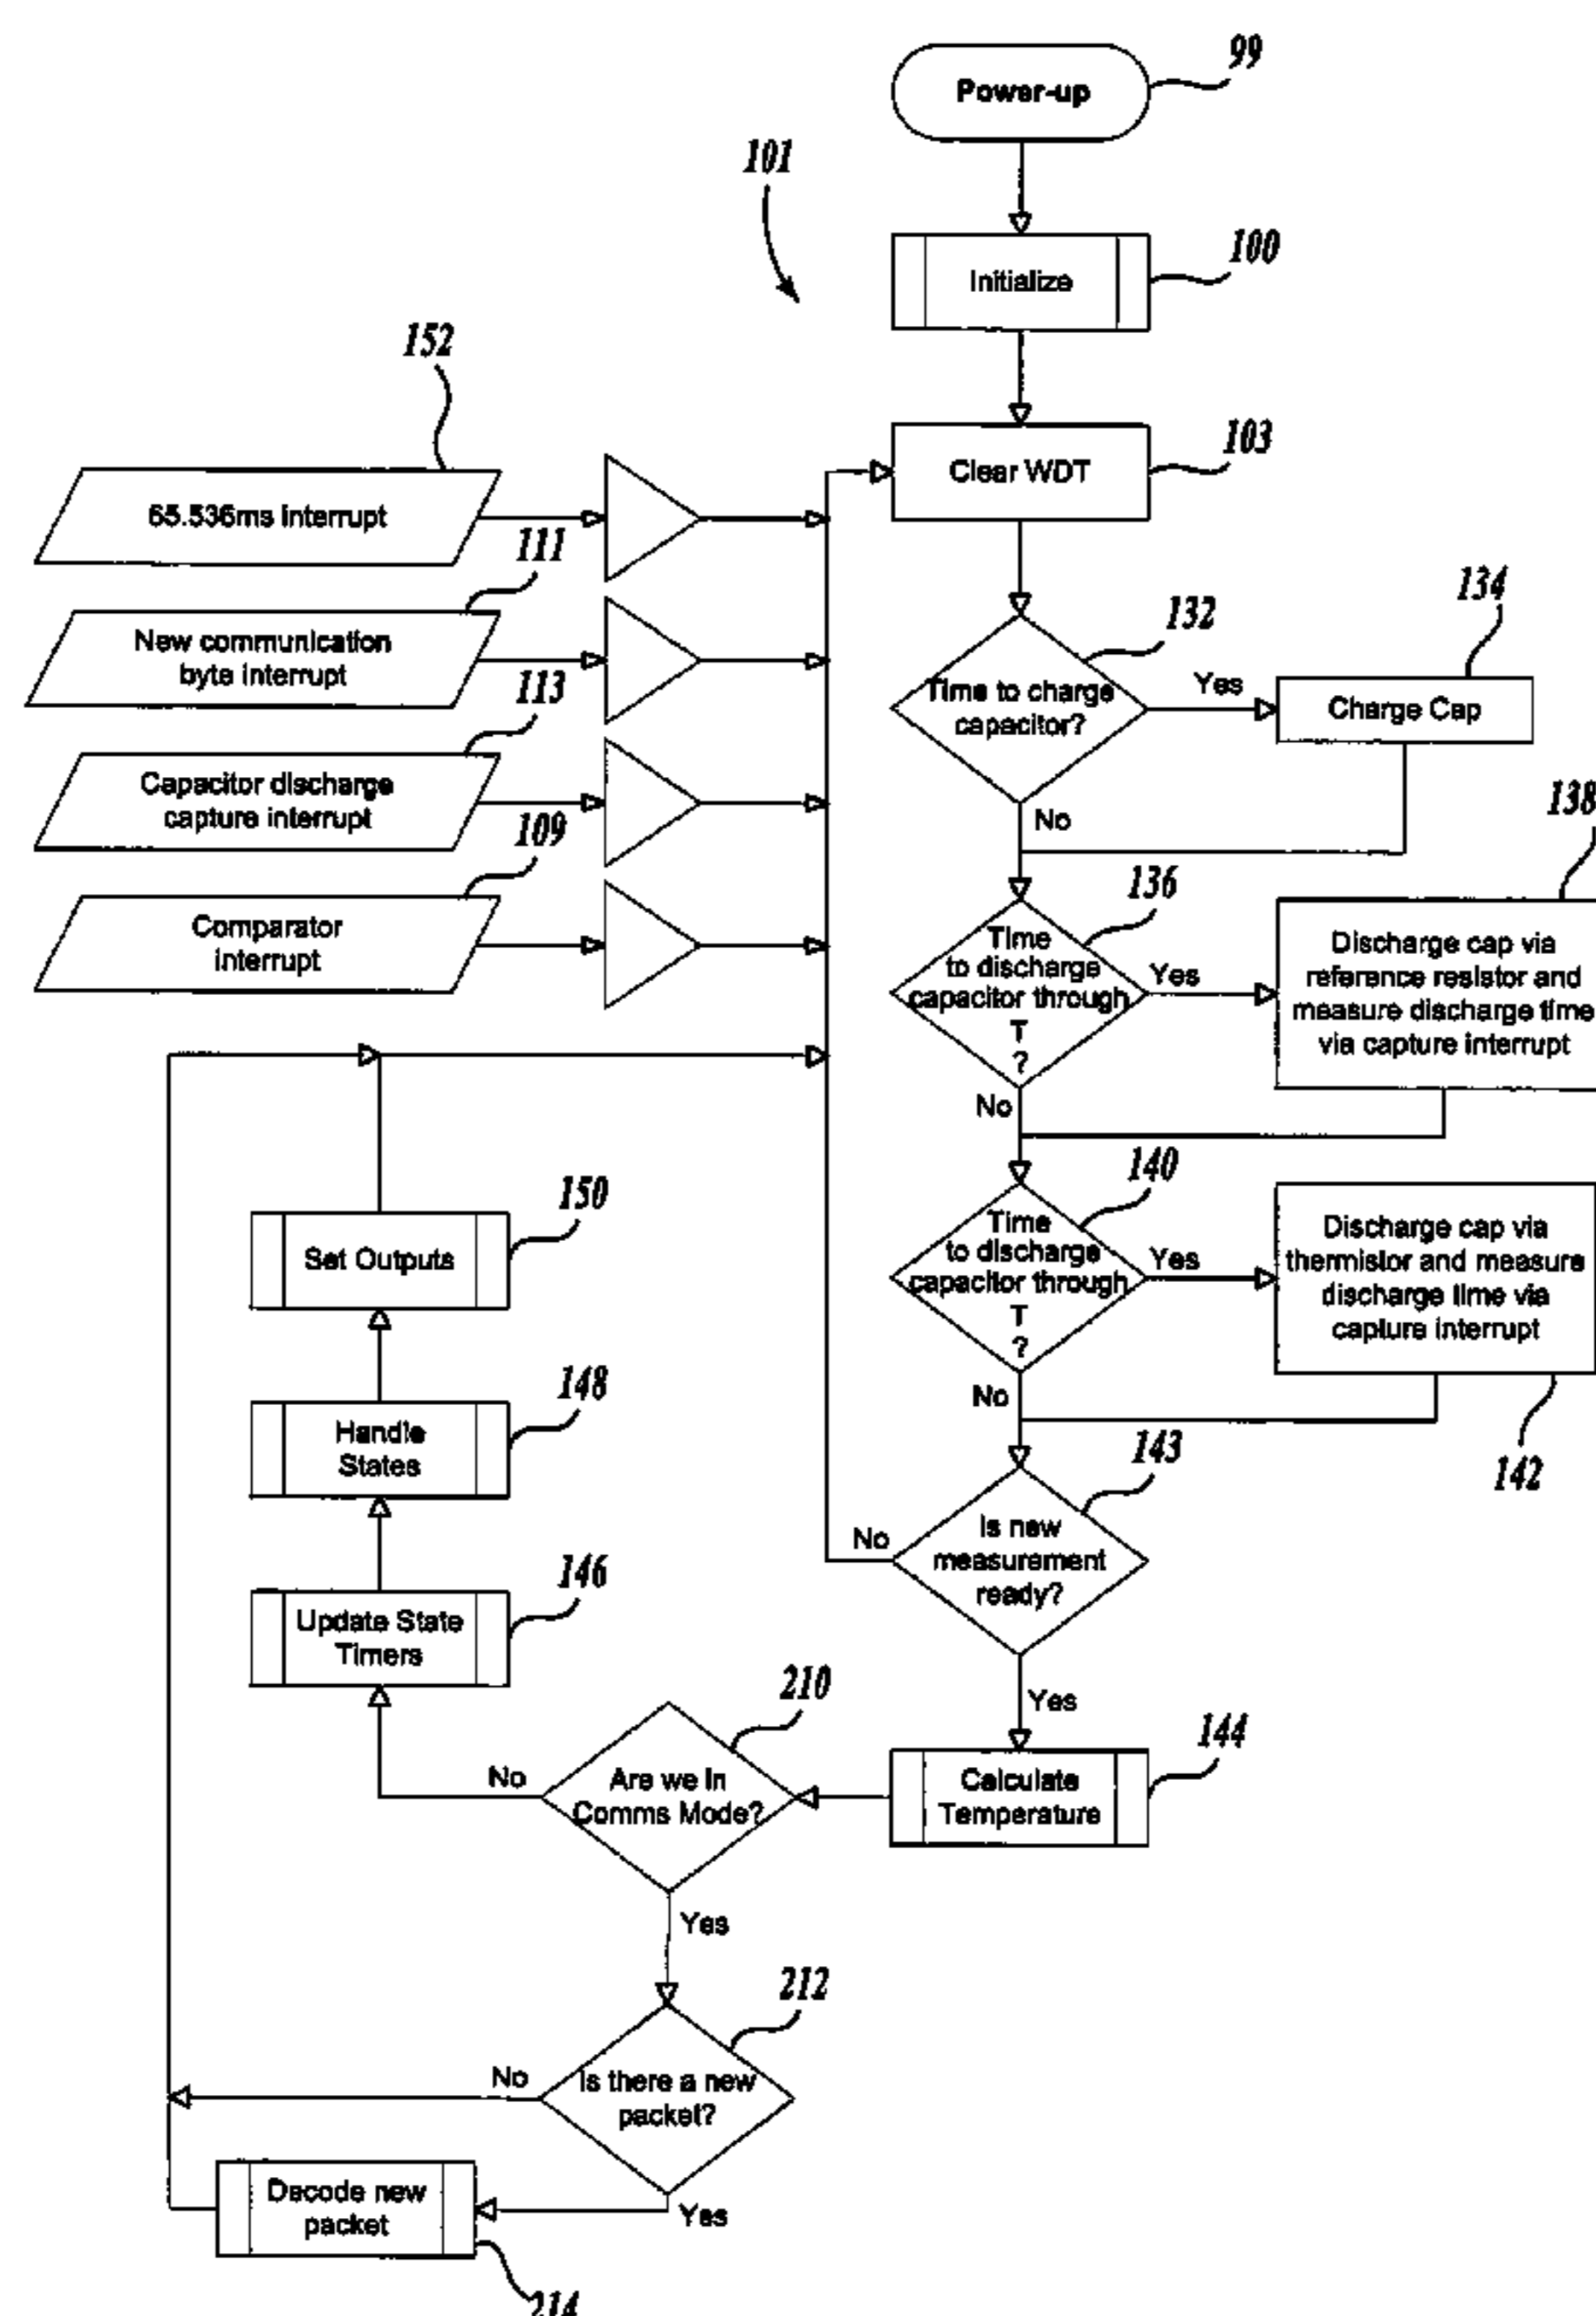 Power-up
99
101
Initialize
100
152
Clear WDT
103
65.536ms interrupt
111
New communication
byte interrupt
113
Capacitor discharge
capture interrupt
109
Comparator
interrupt
132
Time to charge
capacitor?
Yes
No
134
Charge Cap
136
Time
to discharge
capacitor through
T
?
Yes
No
138
Discharge cap via
reference resistor and
measure discharge time
via capture interrupt
140
Time
to discharge
capacitor through
T
?
Yes
No
Discharge cap via
thermistor and measure
discharge time via
capture interrupt
142
143
Is new
measurement
ready?
No
Yes
150
Set Outputs
148
Handle
States
146
Update State
Timers
144
Calculate
Temperature
210
Are we in
Comms Mode?
No
Yes
212
Is there a new
packet?
No
Yes
Decode new
packet
214